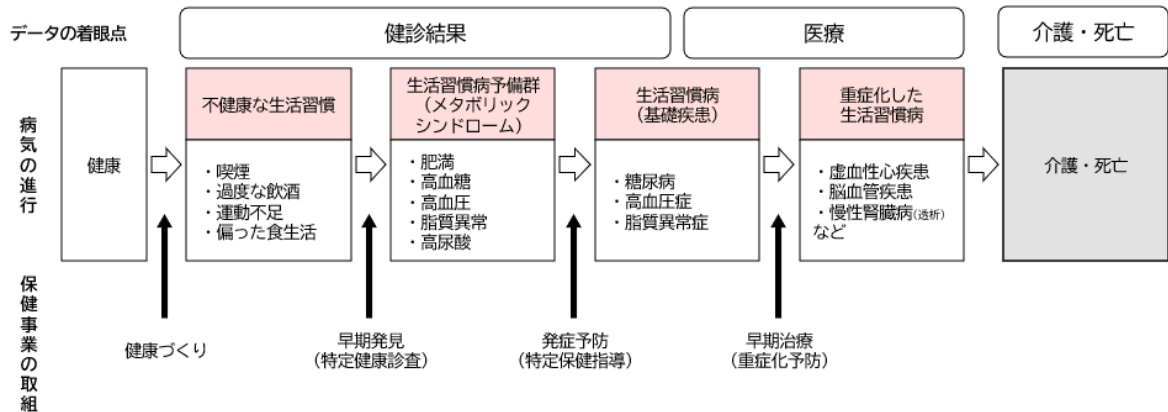 データの着眼点
健診結果
医療
介護・死亡
病気の進行
健康
不健康な生活習慣
・喫煙
・過度な飲酒
・運動不足
・偏った食生活
生活習慣病予備群
（メタボリック
シンドローム）
・肥満
・高血糖
・高血圧
・脂質異常
・高尿酸
生活習慣病
（基礎疾患）
・糖尿病
・高血圧症
・脂質異常症
重症化した
生活習慣病
・虚血性心疾患
・脳血管疾患
・慢性腎臓病(透析)
など
介護・死亡
保健事業の取組
健康づくり
早期発見
（特定健康診査）
発症予防
（特定保健指導）
早期治療
（重症化予防）